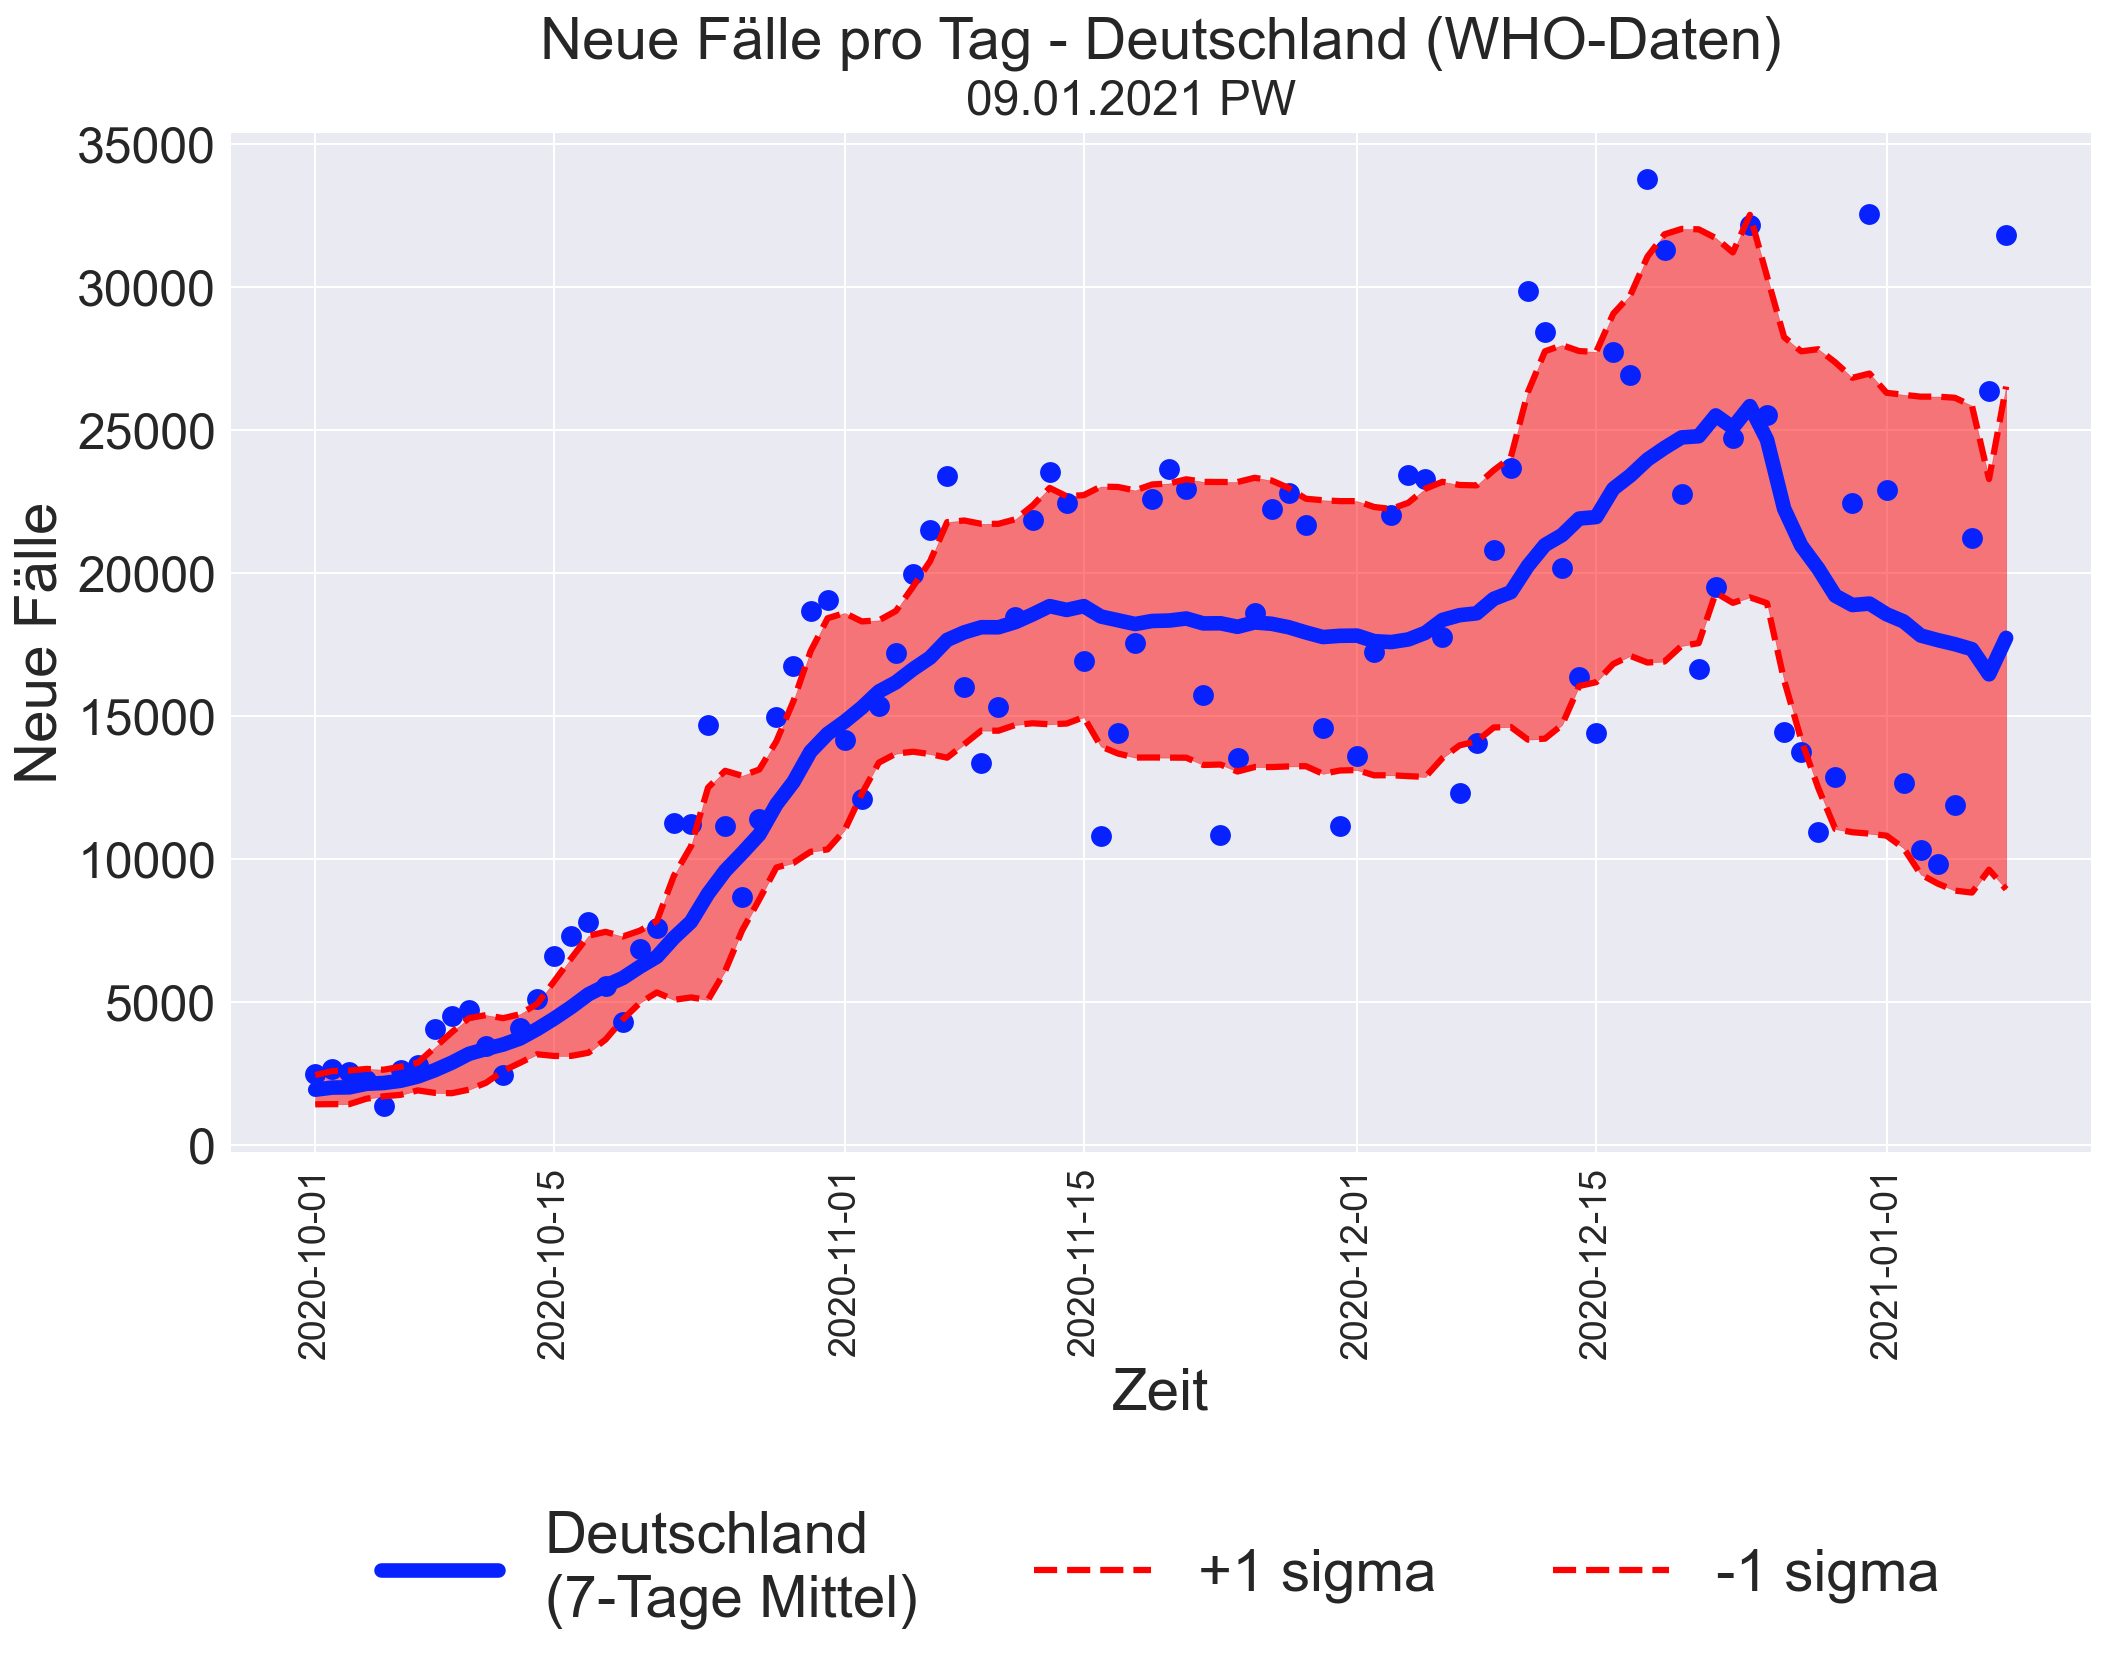 Neue Fälle pro Tag - Deutschland (WHO-Daten)
09.01.2021 PW
Neue Fälle
35000
30000
25000
20000
15000
10000
5000
0
2020-10-01
2020-10-15
2020-11-01
2020-11-15
2020-12-01
2020-12-15
2021-01-01
Zeit
Deutschland
(7-Tage Mittel)
+1 sigma
-1 sigma